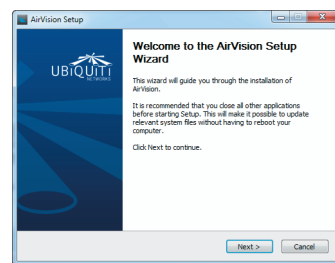 AirVision Setup
UBIQUITI
NETWORKS
Welcome to the AirVision Setup
Wizard
This wizard will guide you through the installation of
AirVision.
It is recommended that you close all other applications
before starting Setup. This will make it possible to update
relevant system files without having to reboot your
computer.
Click Next to continue.
Next >
Cancel